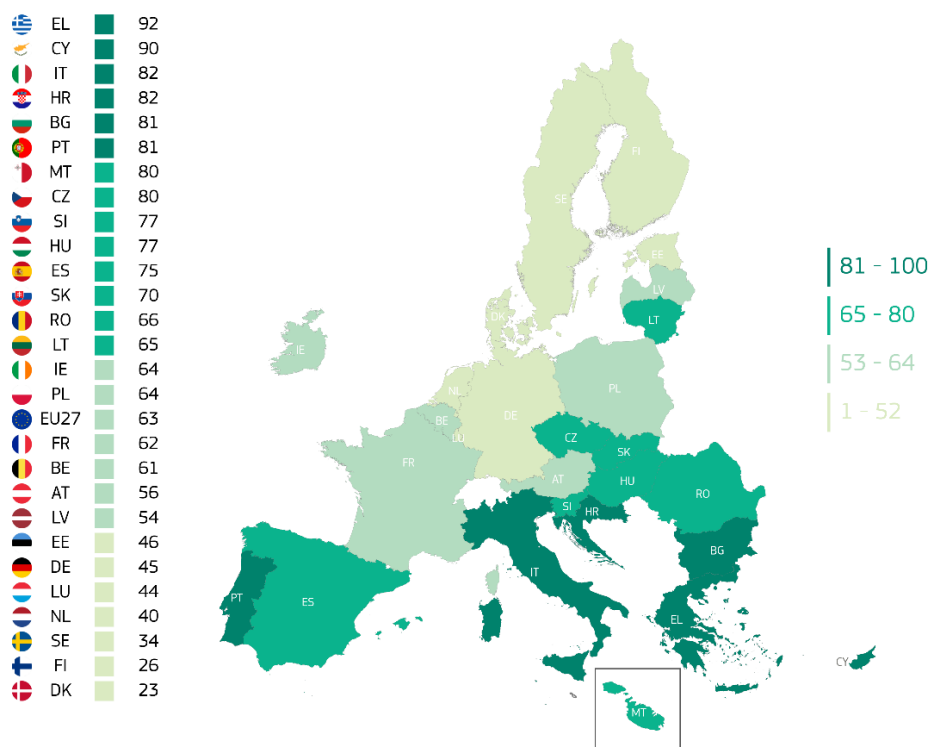 EL 92
CY 90
IT 82
HR 82
BG 81
PT 81
MT 80
CZ 80
SI 77
HU 77
ES 75
SK 70
RO 66
LT 65
IE 64
PL 64
EU27 63
FR 62
BE 61
AT 56
LV 54
EE 46
DE 45
LU 44
NL 40
SE 34
FI 26
DK 23
FI
SE
EE
LV
LT
DK
IE
NL
PL
BE
DE
LU
CZ
SK
FR
AT
HU
RO
SI
HR
BG
IT
PT
ES
EL
CY
MT
81 - 100
65 - 80
53 - 64
1 - 52